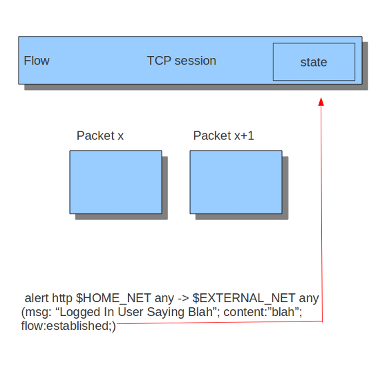 Flow TCP session state
Packet x Packet x+1
alert http $HOME_NET any -> $EXTERNAL_NET any
(msg: “Logged In User Saying Blah”; content:”blah”;
flow:established;)